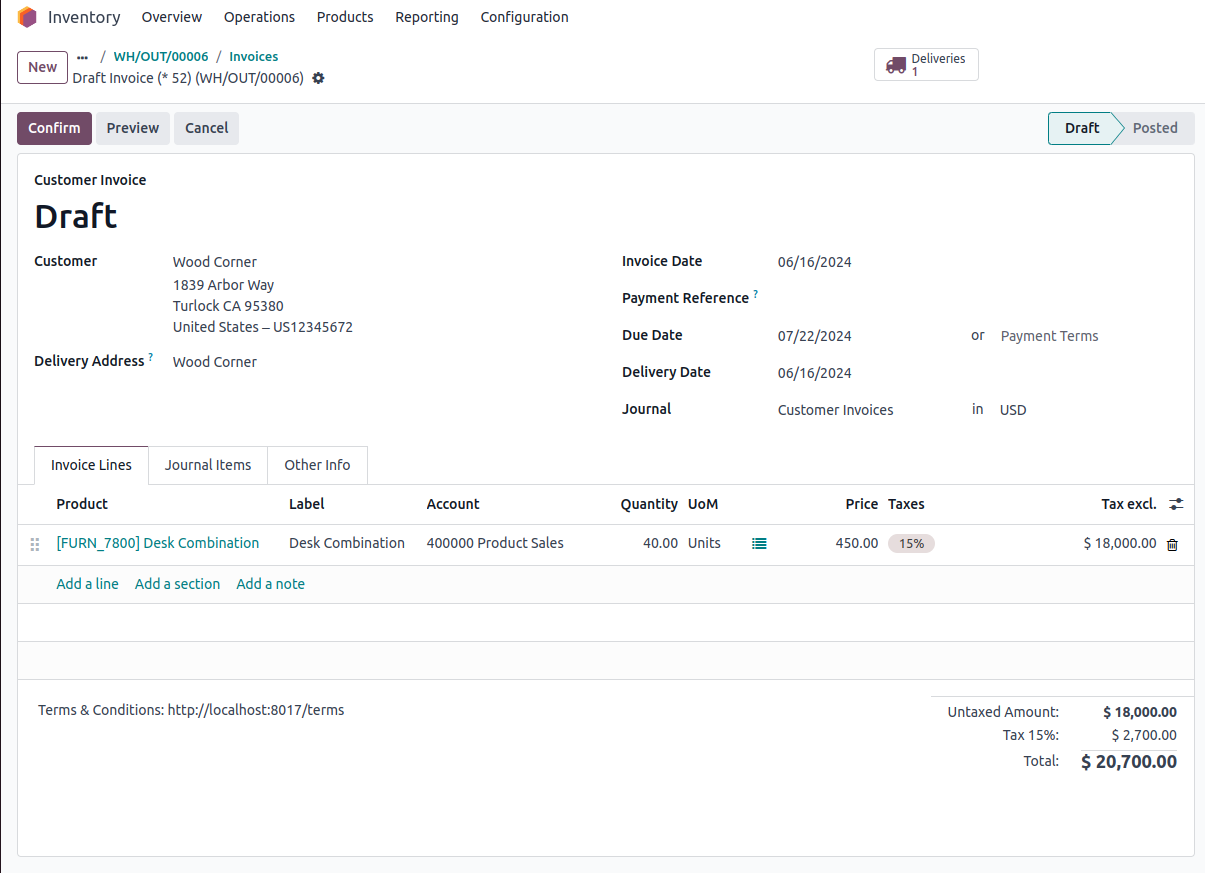 Inventory Overview Operations Products Reporting Configuration
New ... / WH/OUT/00006 / Invoices
Draft Invoice (* 52) (WH/OUT/00006)
Deliveries
1
Confirm Preview Cancel Draft Posted
Customer Invoice
Draft
Customer Wood Corner
1839 Arbor Way
Turlock CA 95380
United States – US12345672
Delivery Address ? Wood Corner
Invoice Date 06/16/2024
Payment Reference ?
Due Date 07/22/2024 or Payment Terms
Delivery Date 06/16/2024
Journal Customer Invoices in USD
Invoice Lines Journal Items Other Info
Product Label Account Quantity UoM Price Taxes Tax excl.
[FURN_7800] Desk Combination Desk Combination 400000 Product Sales 40.00 Units 450.00 15% $ 18,000.00
Add a line Add a section Add a note
Terms & Conditions: http://localhost:8017/terms
Untaxed Amount: $ 18,000.00
Tax 15%: $ 2,700.00
Total: $ 20,700.00